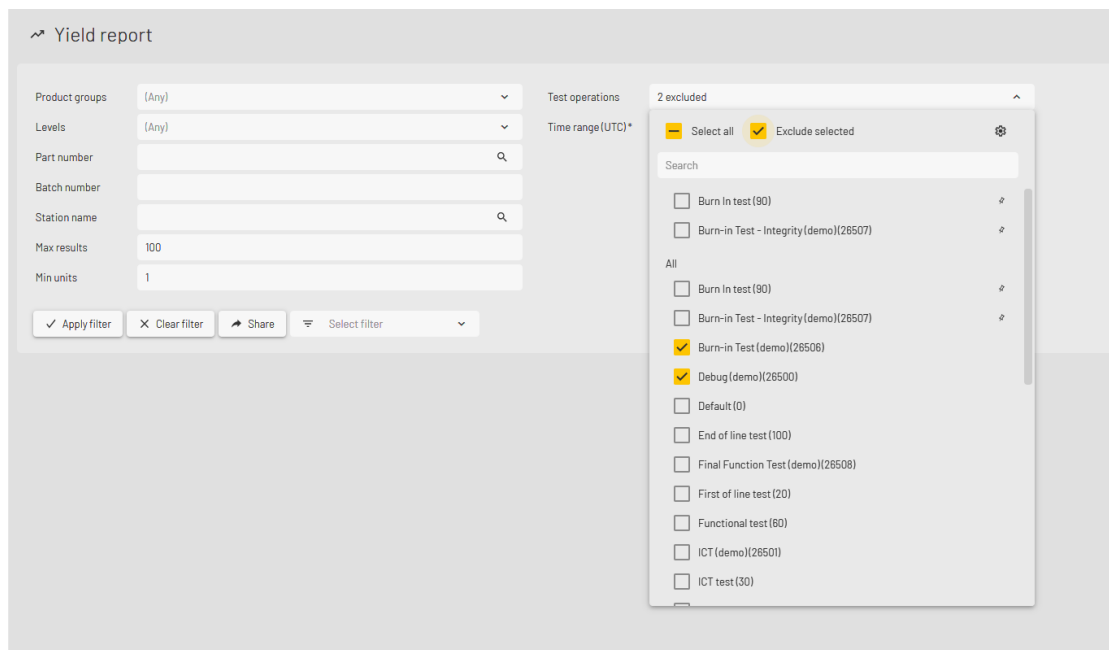 Yield report
Product groups (Any)
Levels (Any)
Part number
Batch number
Station name
Max results 100
Min units 1
Apply filter Clear filter Share Select filter
Test operations 2 excluded
Time range (UTC) *
Select all Exclude selected
Search
Burn In test (90)
Burn-in Test - Integrity (demo)(26507)
All
Burn In test (90)
Burn-in Test - Integrity (demo)(26507)
Burn-in Test (demo)(26506)
Debug (demo)(26500)
Default (0)
End of line test (100)
Final Function Test (demo)(26508)
First of line test (20)
Functional test (60)
ICT (demo)(26501)
ICT test (30)